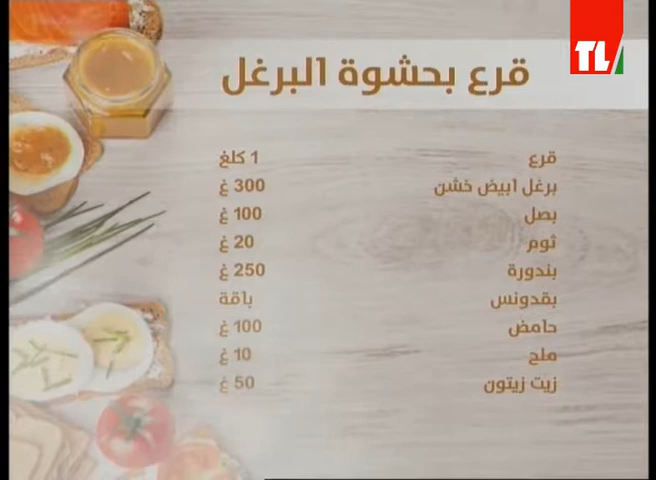 TL
قرع بحشوة البرغل
قرع 1 كلغ
برغل ابيض خشن 300 غ
بصل 100 غ
ثوم 20 غ
بندورة 250 غ
بقدونس باقة
حامض 100 غ
ملح 10 غ
زيت زيتون 50 غ